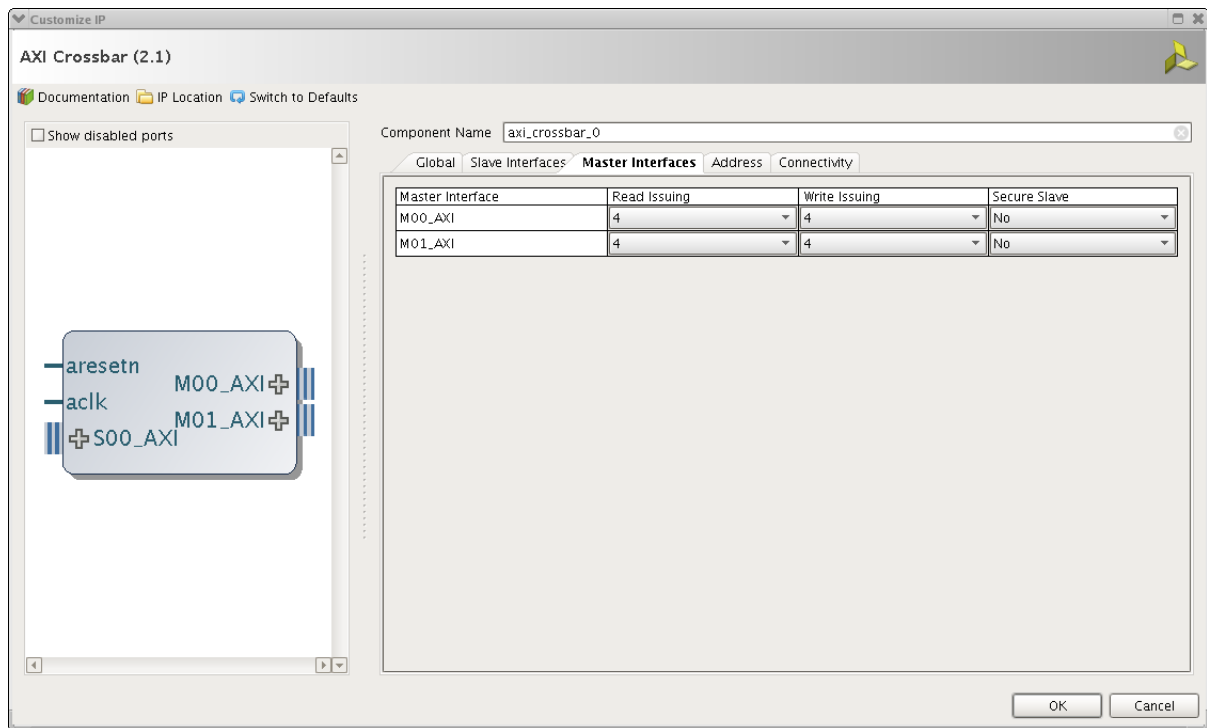 Customize IP
AXI Crossbar (2.1)
Documentation IP Location Switch to Defaults
Show disabled ports
aresetn
aclk
S00_AXI
M00_AXI
M01_AXI
Component Name axi_crossbar_0
Global Slave Interfaces Master Interfaces Address Connectivity
Master Interface Read Issuing Write Issuing Secure Slave
M00_AXI 4 4 No
M01_AXI 4 4 No
OK Cancel